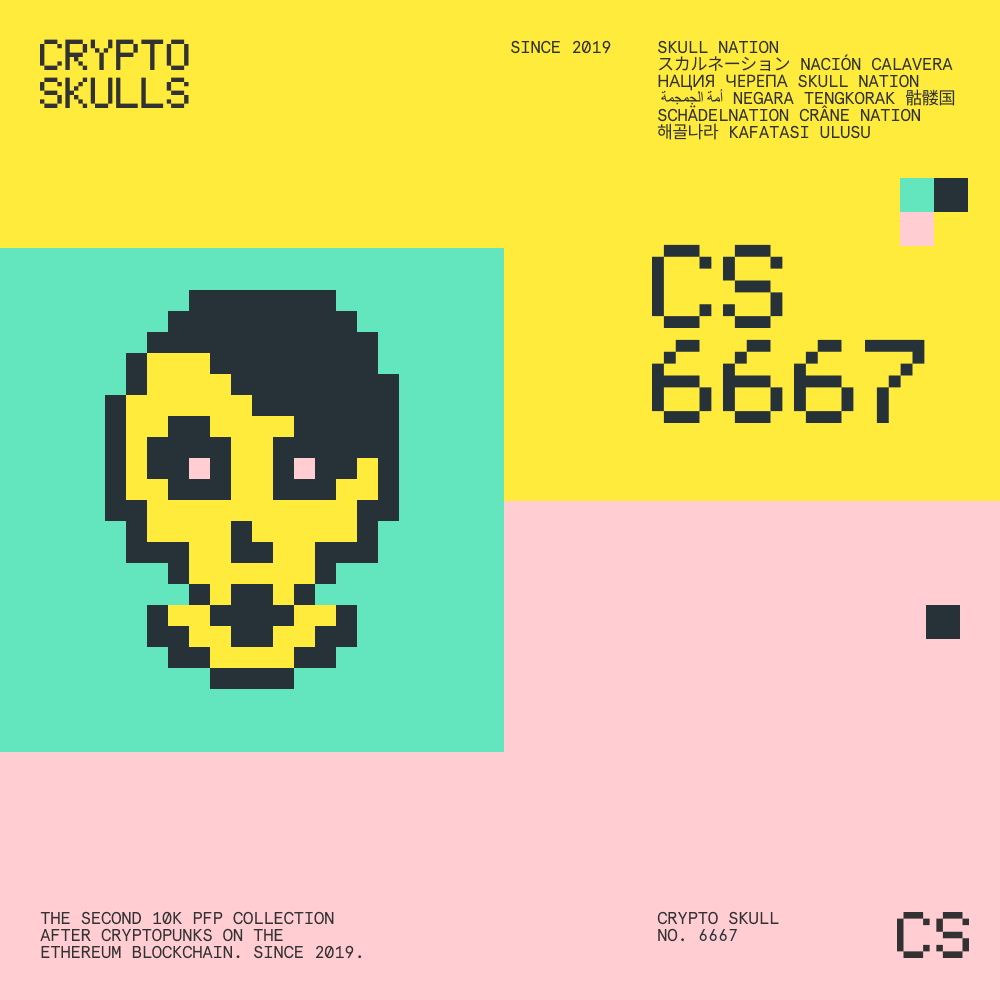 CRYPTO
SKULLS
SINCE 2019
SKULL NATION
スカルネーション NACIÓN CALAVERA
НАЦИЯ ЧЕРЕПА SKULL NATION
أمة الجمجمة NEGARA TENGKORAK 骷髅国
SCHÄDELNATION CRÂNE NATION
해골나라 KAFATASI ULUSU
CS
6667
THE SECOND 10K PFP COLLECTION
AFTER CRYPTOPUNKS ON THE
ETHEREUM BLOCKCHAIN. SINCE 2019.
CRYPTO SKULL
NO. 6667
CS